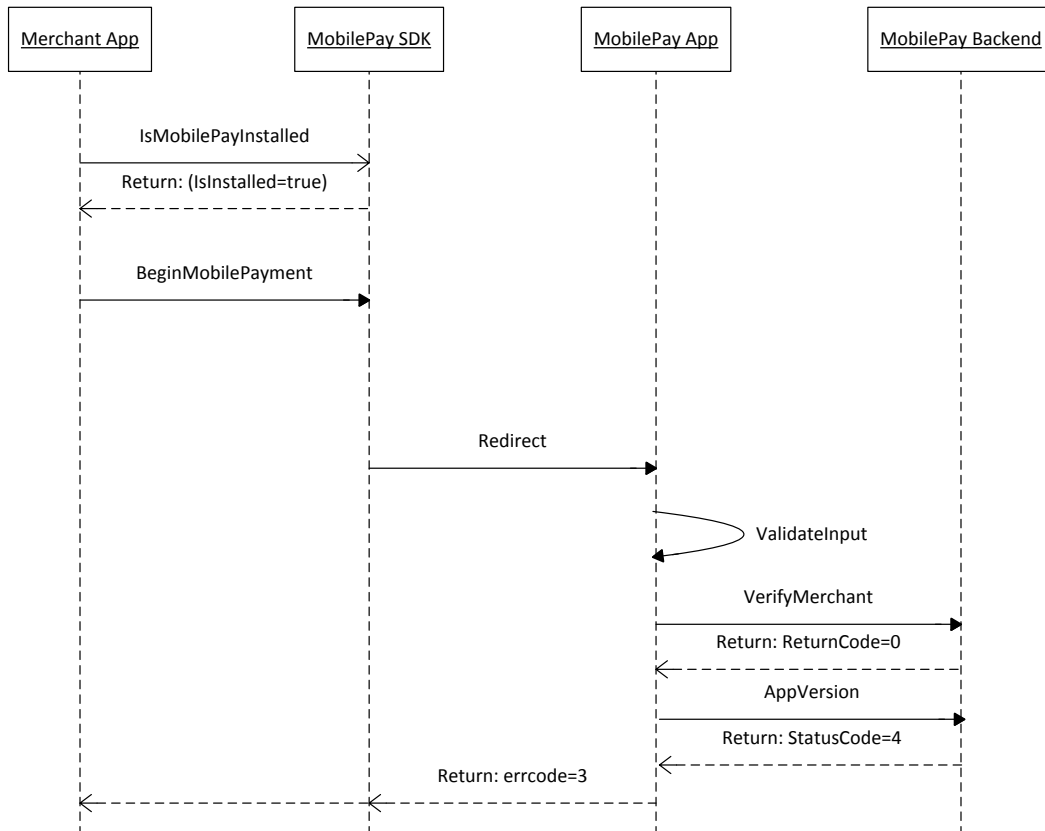 Merchant App
MobilePay SDK
MobilePay App
MobilePay Backend
IsMobilePayInstalled
Return: (IsInstalled=true)
BeginMobilePayment
Redirect
ValidateInput
VerifyMerchant
Return: ReturnCode=0
AppVersion
Return: StatusCode=4
Return: errcode=3